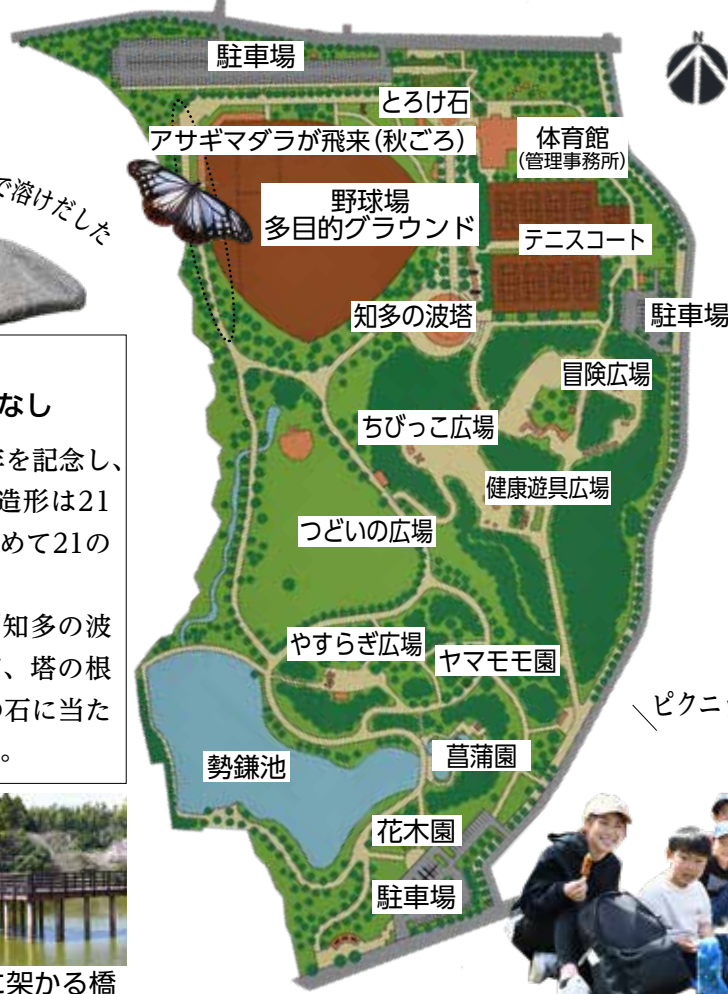 N
駐車場
とろけ石
アサギマダラが飛来(秋ごろ)
体育館
(管理事務所)
で溶けだした
野球場
多目的グラウンド
テニスコート
知多の波塔
駐車場
冒険広場
ちびっこ広場
健康遊具広場
つどいの広場
やすらぎ広場
ヤマモモ園
勢鎌池
菖蒲園
花木園
駐車場
なし
を記念し、
造形は21
めて21の
知多の波
、塔の根
の石に当た
。
ピクニ
に架かる橋